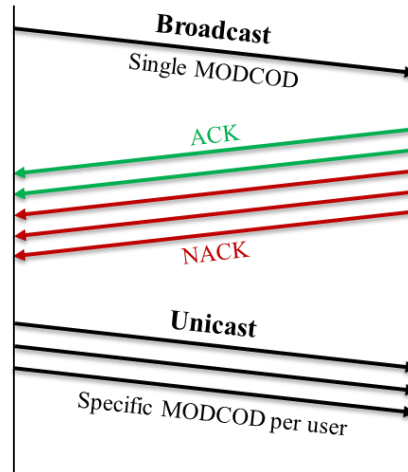 Broadcast
Single MODCOD
ACK
NACK
Unicast
Specific MODCOD per user